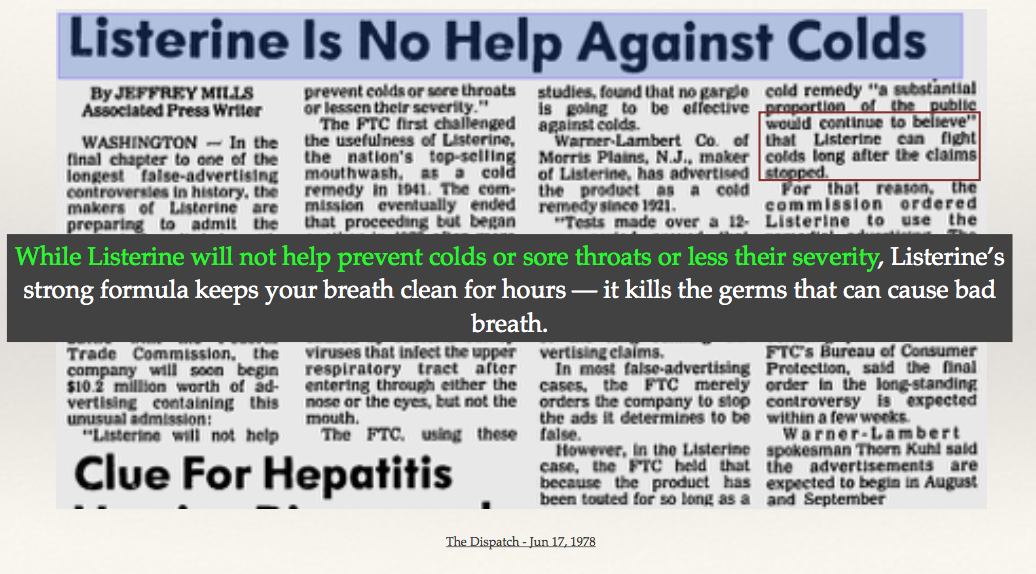 Listerine Is No Help Against Colds
By JEFFREY MILLS
Associated Press Writer
WASHINGTON — In the
final chapter to one of the
longest false-advertising
controversies in history, the
makers of Listerine are
preparing to admit the
While Listerine will not help prevent colds or sore throats or less their severity, Listerine’s
strong formula keeps your breath clean for hours — it kills the germs that can cause bad
breath.
Trade Commission, the
company will soon begin
$10.2 million worth of ad-
vertising containing this
unusual admission:
"Listerine will not help
prevent colds or sore throats
or lessen their severity."
The FTC first challenged
the usefulness of Listerine,
the nation's top-selling
mouthwash, as a cold
remedy in 1941. The com-
mission eventually ended
that proceeding but began
viruses that infect the upper
respiratory tract after
entering through either the
nose or the eyes, but not the
mouth.
The FTC, using these
studies, found that no gargle
is going to be effective
against colds.
Warner-Lambert Co. of
Morris Plains, N.J., maker
of Listerine, has advertised
the product as a cold
remedy since 1921.
"Tests made over a 12-
vertising claims.
In most false-advertising
cases, the FTC merely
orders the company to stop
the ads it determines to be
false.
However, in the Listerine
case, the FTC held that
because the product has
been touted for so long as a
cold remedy "a substantial
proportion of the public
would continue to believe"
that Listerine can fight
colds long after the claims
stopped.
For that reason, the
commission ordered
Listerine to use the
FTC's Bureau of Consumer
Protection, said the final
order in the long-standing
controversy is expected
within a few weeks.
Warner-Lambert
spokesman Thorn Kuhl said
the advertisements are
expected to begin in August
and September
Clue For Hepatitis
The Dispatch - Jun 17, 1978